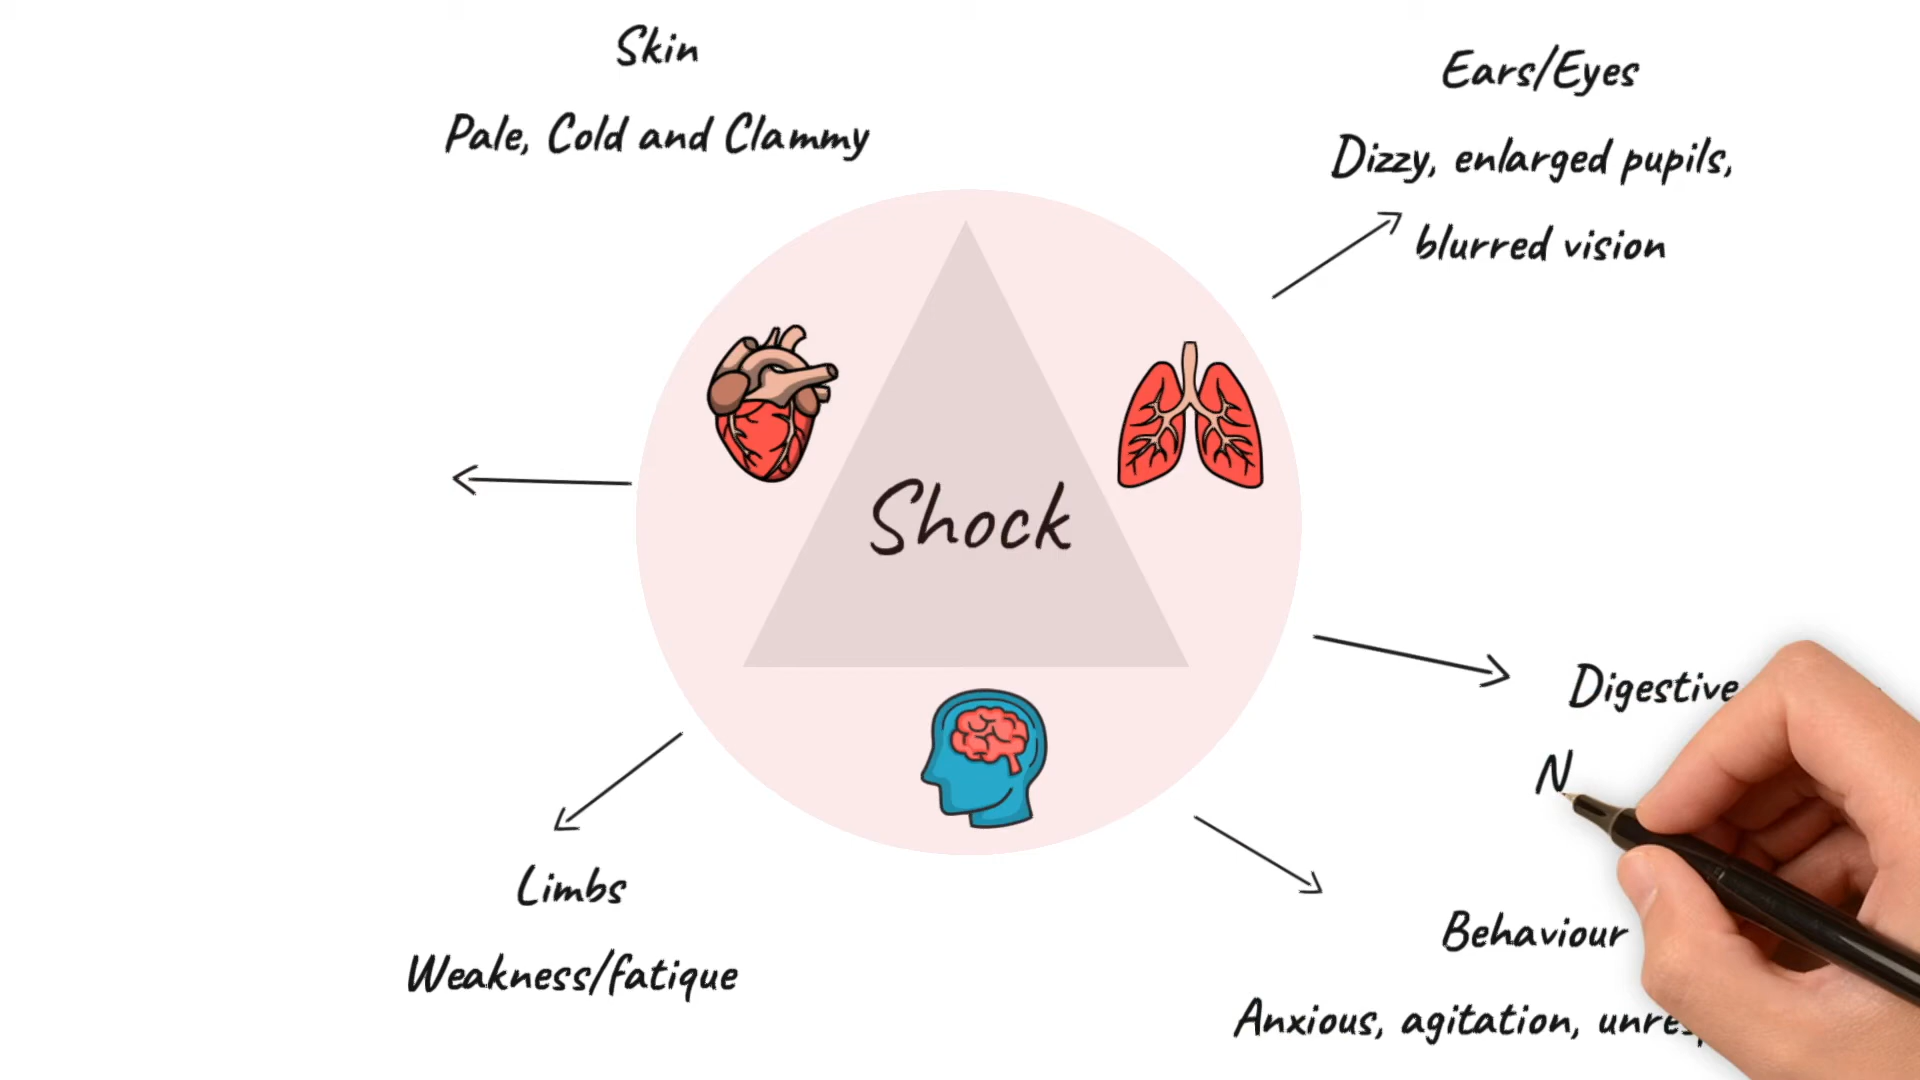 Skin
Pale, Cold and Clammy
Ears/Eyes
Dizzy, enlarged pupils,
blurred vision
Shock
Digestive
N
Limbs
Weakness/fatique
Behaviour
Anxious, agitation,